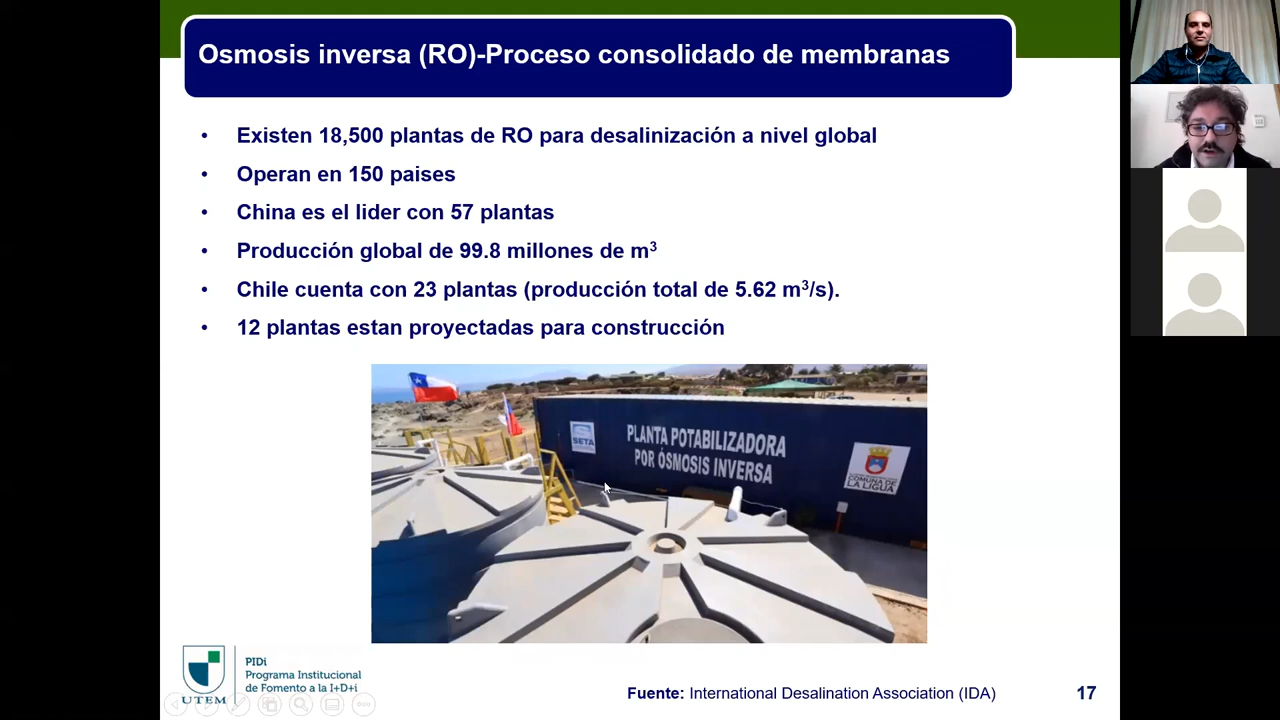 Osmosis inversa (RO)-Proceso consolidado de membranas
• Existen 18,500 plantas de RO para desalinización a nivel global
• Operan en 150 paises
• China es el lider con 57 plantas
• Producción global de 99.8 millones de m³
• Chile cuenta con 23 plantas (producción total de 5.62 m³/s).
• 12 plantas estan proyectadas para construcción
SETA
PLANTA POTABILIZADORA
POR ÓSMOSIS INVERSA
COMUNA DE
LA LIGUA
UTEM
PIDi
Programa Institucional
de Fomento a la I+D+i
Fuente: International Desalination Association (IDA)
17